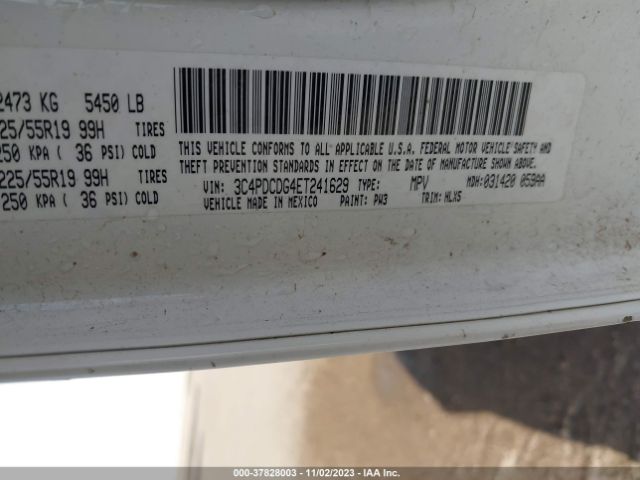 2473 KG 5450 LB
25/55R19 99H TIRES
250 KPA ( 36 PSI) COLD
225/55R19 99H TIRES
250 KPA ( 36 PSI) COLD
THIS VEHICLE CONFORMS TO ALL APPLICABLE U.S.A. FEDERAL MOTOR VEHICLE SAFETY AND
THEFT PREVENTION STANDARDS IN EFFECT ON THE DATE OF MANUFACTURE SHOWN ABOVE.
VIN: 3C4PDCDG4ET241629 TYPE: MPV MDH: 031420 059AA
VEHICLE MADE IN MEXICO PAINT: PW3 TRIM: HLXS
000-37828003 — 11/02/2023 — IAA Inc.